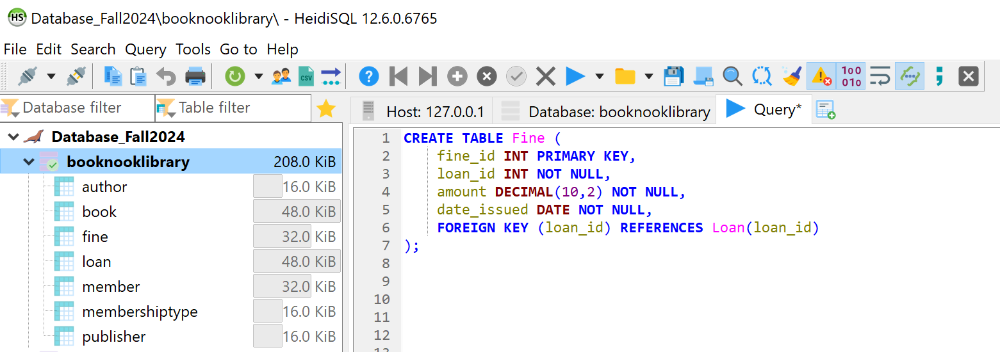 HS Database_Fall2024\booknooklibrary\ - HeidiSQL 12.6.0.6765
File Edit Search Query Tools Go to Help
CSV ? 100 010 ;
Database filter Table filter Host: 127.0.0.1 Database: booknooklibrary Query*
Database_Fall2024
booknooklibrary 208.0 KiB
author 16.0 KiB
book 48.0 KiB
fine 32.0 KiB
loan 48.0 KiB
member 32.0 KiB
membershiptype 16.0 KiB
publisher 16.0 KiB
1 CREATE TABLE Fine (
2 fine_id INT PRIMARY KEY,
3 loan_id INT NOT NULL,
4 amount DECIMAL(10,2) NOT NULL,
5 date_issued DATE NOT NULL,
6 FOREIGN KEY (loan_id) REFERENCES Loan(loan_id)
7 );
8
9
10
11
12
13